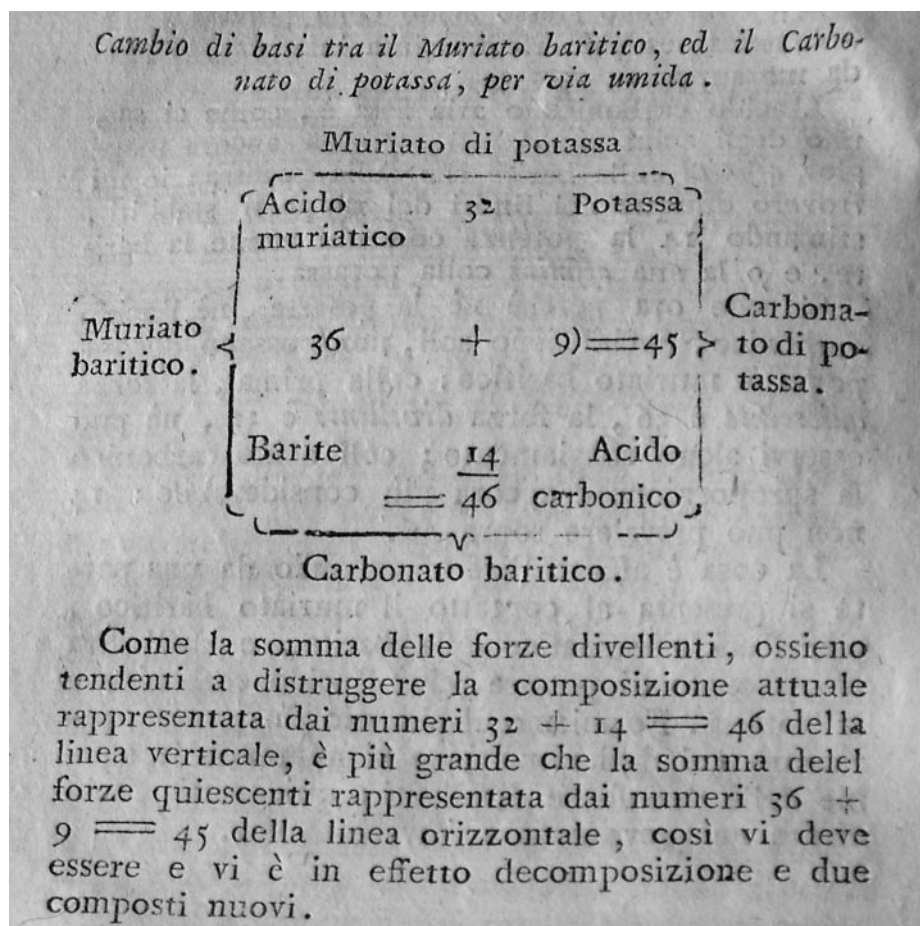 Cambio di basi tra il Muriato baritico, ed il Carbo-
nato di potassa, per via umida.
Muriato di potassa
Acido 32 Potassa
muriatico
Muriato
baritico.
36 + 9)==45
Carbona-
to di po-
tassa.
Barite 14 Acido
== 46 carbonico
Carbonato baritico.
Come la somma delle forze divellenti, ossieno
tendenti a distruggere la composizione attuale
rappresentata dai numeri 32 + 14 == 46 della
linea verticale, è più grande che la somma delel
forze quiescenti rappresentata dai numeri 36 +
9 == 45 della linea orizzontale, così vi deve
essere e vi è in effetto decomposizione e due
composti nuovi.